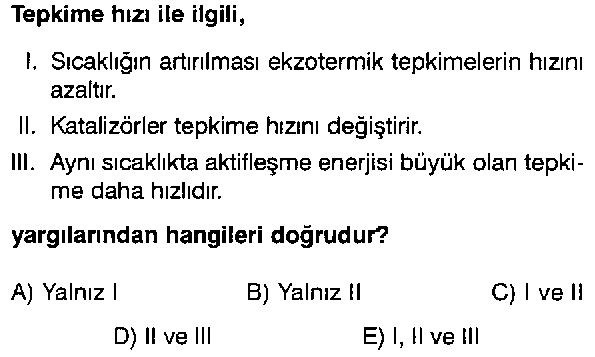 Tepkime hızı ile ilgili,
I. Sıcaklığın artırılması ekzotermik tepkimelerin hızını
azaltır.
II. Katalizörler tepkime hızını değiştirir.
III. Aynı sıcaklıkta aktifleşme enerjisi büyük olan tepki-
me daha hızlıdır.
yargılarından hangileri doğrudur?
A) Yalnız I B) Yalnız II C) I ve II
D) II ve III E) I, II ve III